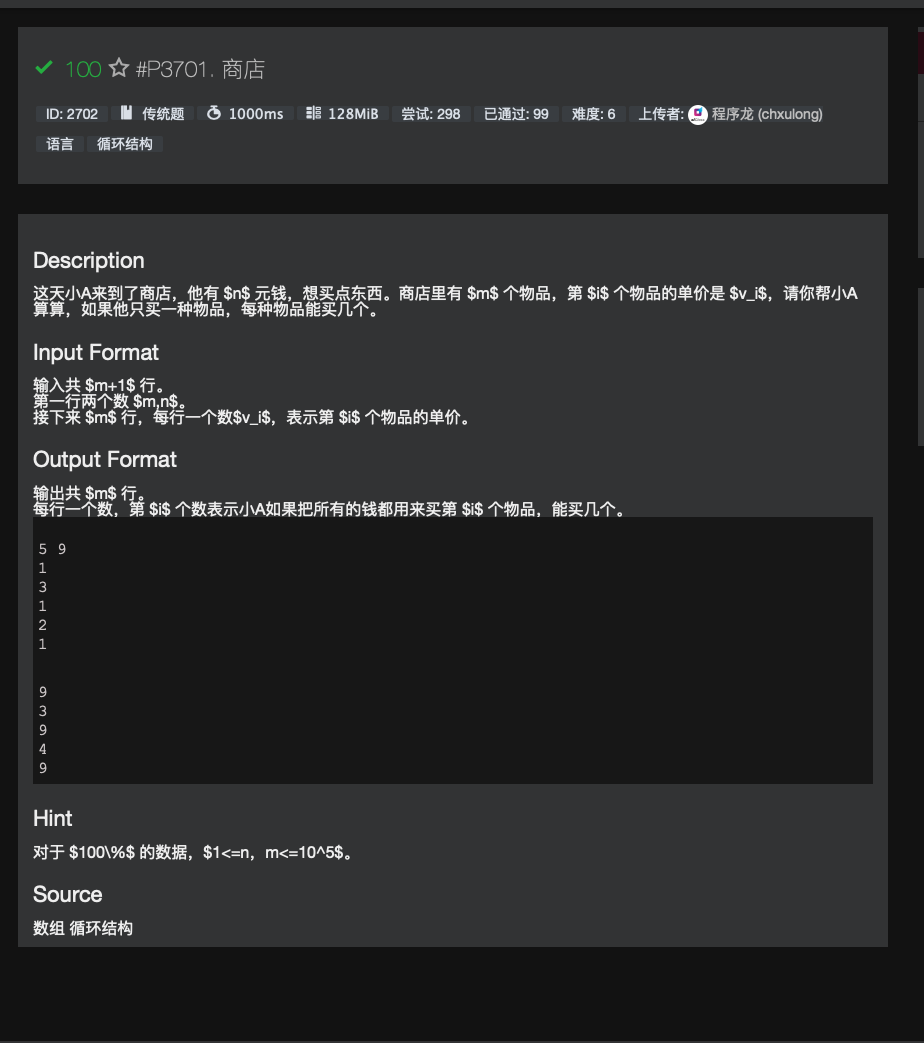 100 #P3701. 商店
ID: 2702 传统题 1000ms 128MiB 尝试: 298 已通过: 99 难度: 6 上传者: 程序龙 (chxulong)
语言 循环结构
Description
这天小A来到了商店，他有 $n$ 元钱，想买点东西。商店里有 $m$ 个物品，第 $i$ 个物品的单价是 $v_i$，请你帮小A
算算，如果他只买一种物品，每种物品能买几个。
Input Format
输入共 $m+1$ 行。
第一行两个数 $m,n$。
接下来 $m$ 行，每行一个数$v_i$，表示第 $i$ 个物品的单价。
Output Format
输出共 $m$ 行。
每行一个数，第 $i$ 个数表示小A如果把所有的钱都用来买第 $i$ 个物品，能买几个。
5 9
1
3
1
2
1
9
3
9
4
9
Hint
对于 $100\%$ 的数据，$1<=n，m<=10^5$。
Source
数组 循环结构